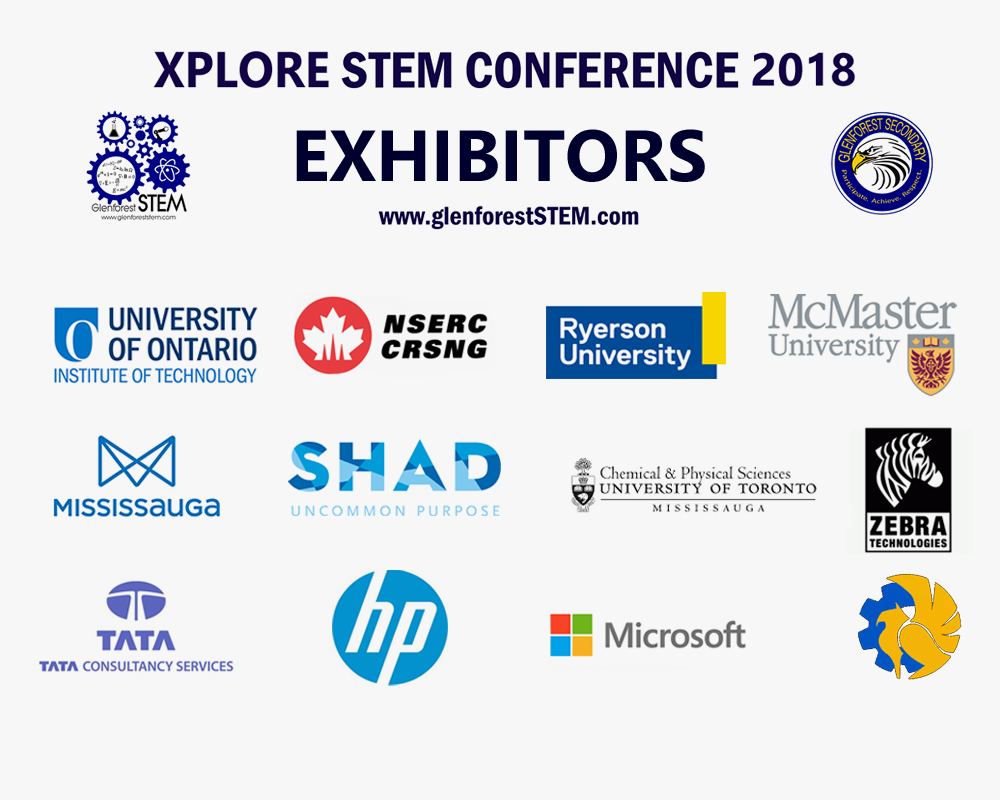 XPLORE STEM CONFERENCE 2018
EXHIBITORS
www.glenforestSTEM.com
Glenforest STEM
www.glenforeststem.com
GLENFOREST SECONDARY
Participate. Achieve. Respect.
UNIVERSITY
OF ONTARIO
INSTITUTE OF TECHNOLOGY
NSERC
CRSNG
Ryerson
University
McMaster
University
MISSISSAUGA
SHAD
UNCOMMON PURPOSE
Chemical & Physical Sciences
UNIVERSITY OF TORONTO
MISSISSAUGA
ZEBRA
TECHNOLOGIES
TATA
TATA CONSULTANCY SERVICES
hp
Microsoft